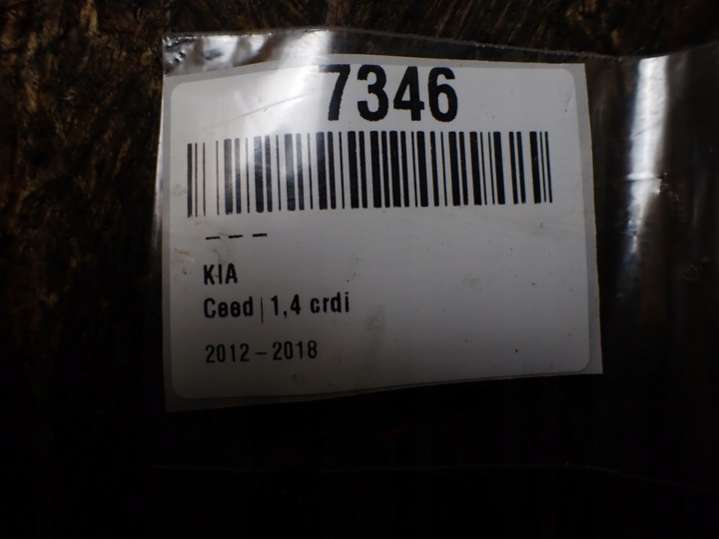 7346
– – –
KIA
Ceed | 1,4 crdi
2012 – 2018